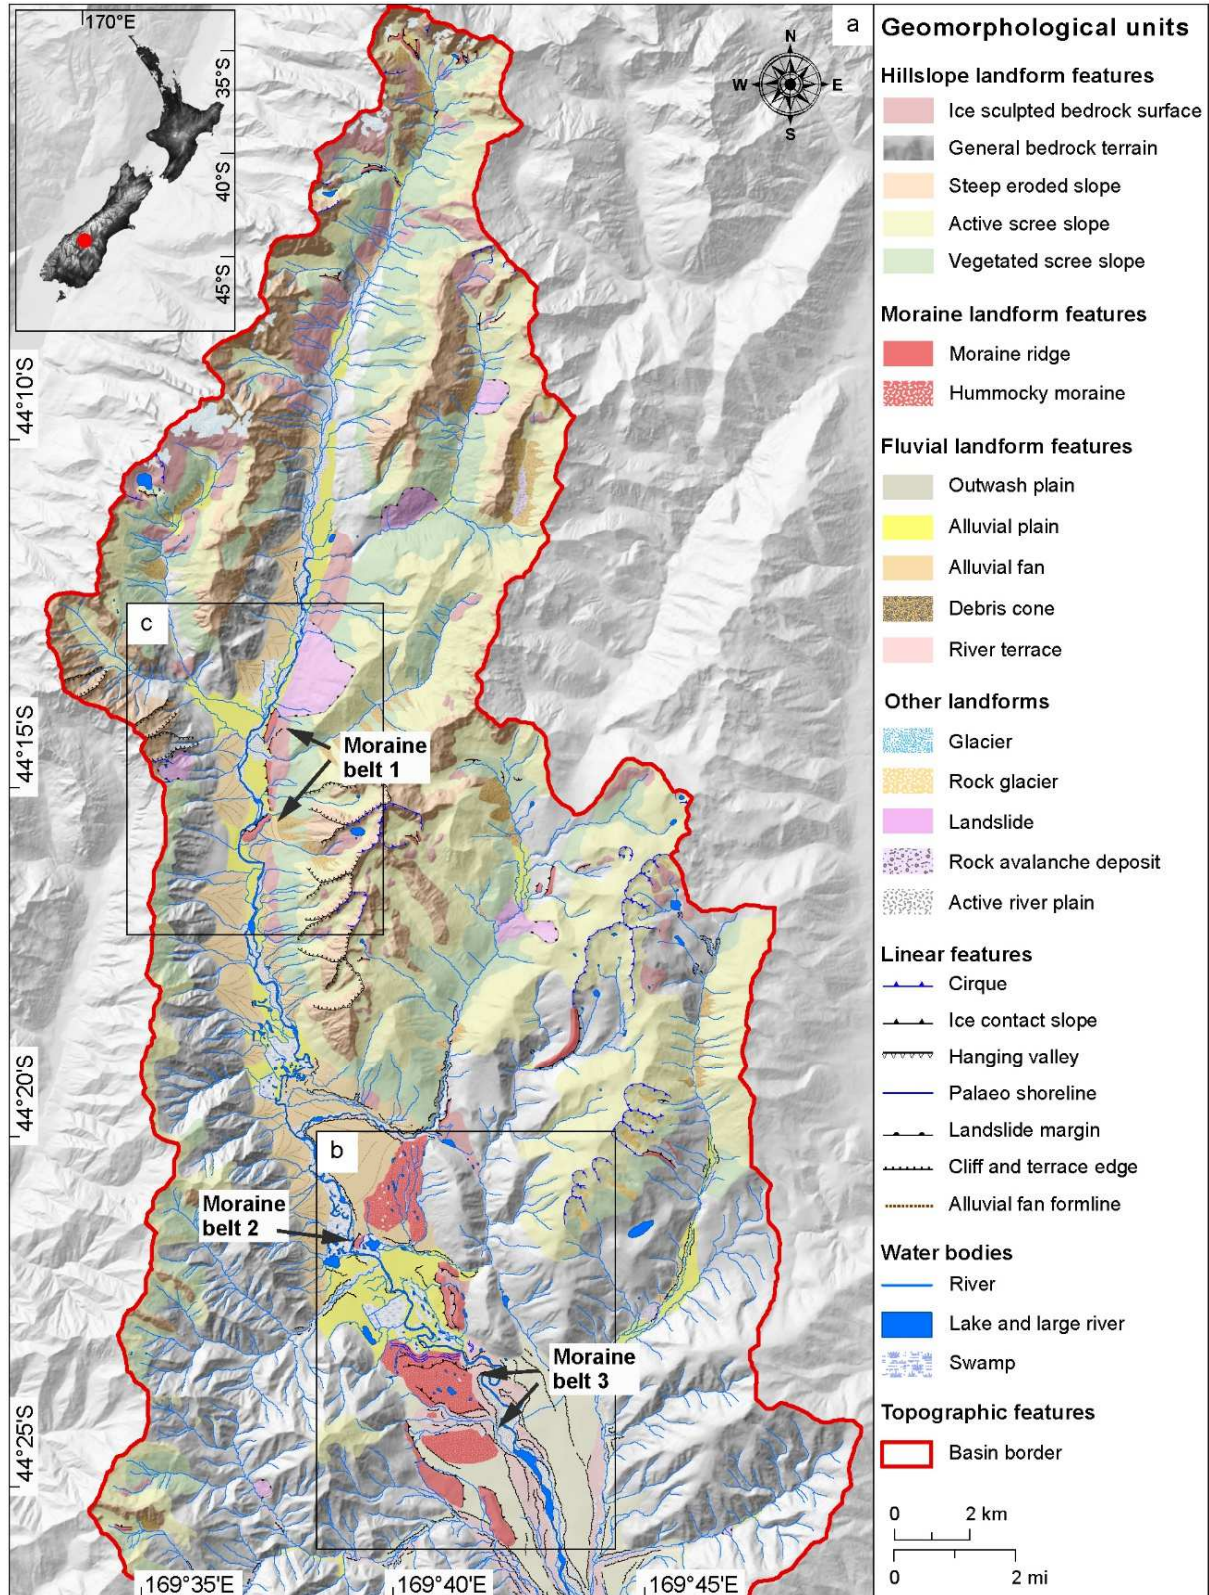 170°E
35°S
40°S
45°S
a
N
W
E
S
44°10'S
44°15'S
44°20'S
44°25'S
c
Moraine
belt 1
b
Moraine
belt 2
Moraine
belt 3
169°35'E
169°40'E
169°45'E
Geomorphological units
Hillslope landform features
Ice sculpted bedrock surface
General bedrock terrain
Steep eroded slope
Active scree slope
Vegetated scree slope
Moraine landform features
Moraine ridge
Hummocky moraine
Fluvial landform features
Outwash plain
Alluvial plain
Alluvial fan
Debris cone
River terrace
Other landforms
Glacier
Rock glacier
Landslide
Rock avalanche deposit
Active river plain
Linear features
Cirque
Ice contact slope
Hanging valley
Palaeo shoreline
Landslide margin
Cliff and terrace edge
Alluvial fan formline
Water bodies
River
Lake and large river
Swamp
Topographic features
Basin border
0 2 km
0 2 mi